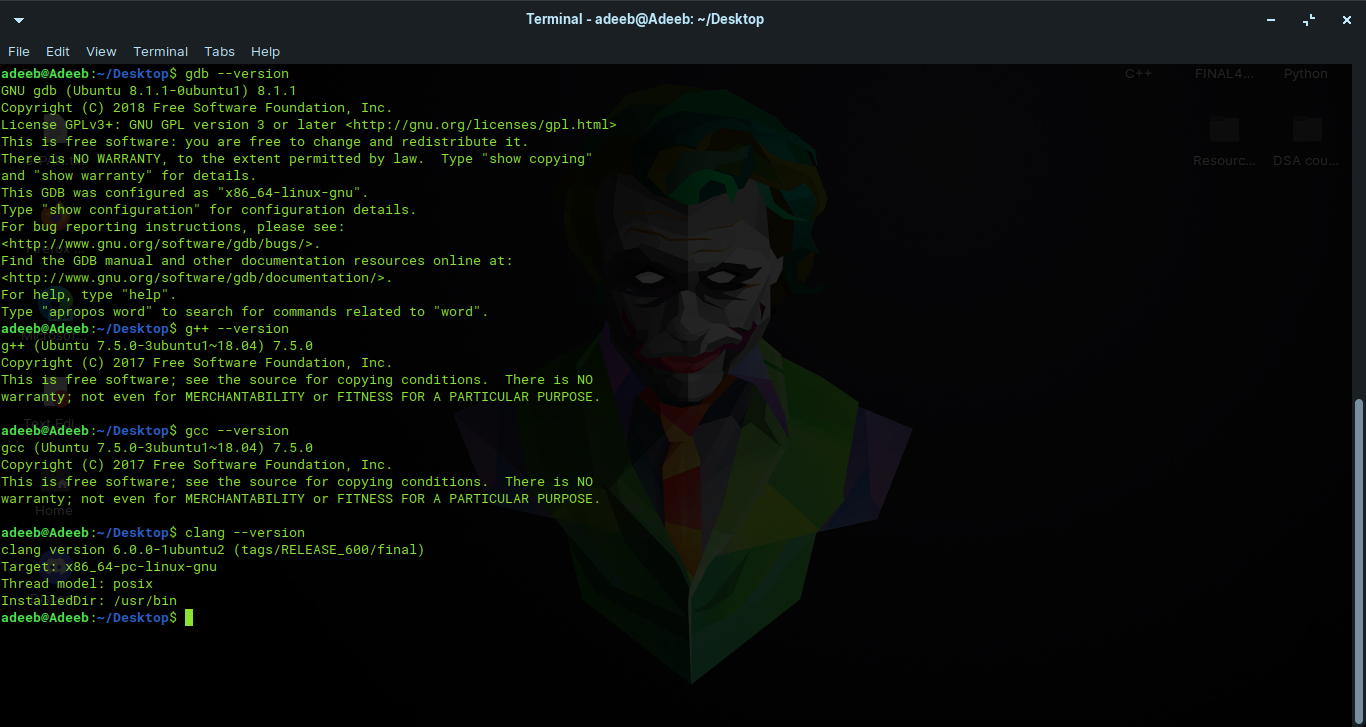 Terminal - adeeb@Adeeb: ~/Desktop
File Edit View Terminal Tabs Help
adeeb@Adeeb:~/Desktop$ gdb --version
GNU gdb (Ubuntu 8.1.1-0ubuntu1) 8.1.1
Copyright (C) 2018 Free Software Foundation, Inc.
License GPLv3+: GNU GPL version 3 or later <http://gnu.org/licenses/gpl.html>
This is free software: you are free to change and redistribute it.
There is NO WARRANTY, to the extent permitted by law.  Type "show copying"
and "show warranty" for details.
This GDB was configured as "x86_64-linux-gnu".
Type "show configuration" for configuration details.
For bug reporting instructions, please see:
<http://www.gnu.org/software/gdb/bugs/>.
Find the GDB manual and other documentation resources online at:
<http://www.gnu.org/software/gdb/documentation/>.
For help, type "help".
Type "apropos word" to search for commands related to "word".
adeeb@Adeeb:~/Desktop$ g++ --version
g++ (Ubuntu 7.5.0-3ubuntu1~18.04) 7.5.0
Copyright (C) 2017 Free Software Foundation, Inc.
This is free software; see the source for copying conditions.  There is NO
warranty; not even for MERCHANTABILITY or FITNESS FOR A PARTICULAR PURPOSE.
adeeb@Adeeb:~/Desktop$ gcc --version
gcc (Ubuntu 7.5.0-3ubuntu1~18.04) 7.5.0
Copyright (C) 2017 Free Software Foundation, Inc.
This is free software; see the source for copying conditions.  There is NO
warranty; not even for MERCHANTABILITY or FITNESS FOR A PARTICULAR PURPOSE.
adeeb@Adeeb:~/Desktop$ clang --version
clang version 6.0.0-1ubuntu2 (tags/RELEASE_600/final)
Target: x86_64-pc-linux-gnu
Thread model: posix
InstalledDir: /usr/bin
adeeb@Adeeb:~/Desktop$
C++ FINAL4... Python
Resourc... DSA cou...
Home